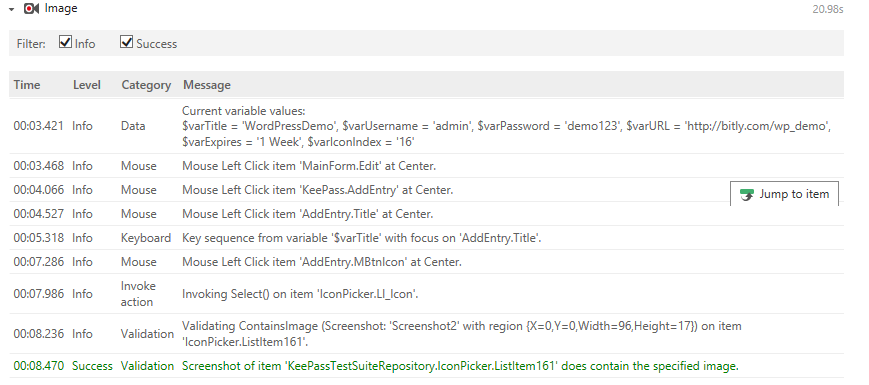 Image 20.98s
Filter: Info Success
Time Level Category Message
00:03.421 Info Data Current variable values:
$varTitle = 'WordPressDemo', $varUsername = 'admin', $varPassword = 'demo123', $varURL = 'http://bitly.com/wp_demo',
$varExpires = '1 Week', $varIconIndex = '16'
00:03.468 Info Mouse Mouse Left Click item 'MainForm.Edit' at Center.
00:04.066 Info Mouse Mouse Left Click item 'KeePass.AddEntry' at Center.
Jump to item
00:04.527 Info Mouse Mouse Left Click item 'AddEntry.Title' at Center.
00:05.318 Info Keyboard Key sequence from variable '$varTitle' with focus on 'AddEntry.Title'.
00:07.286 Info Mouse Mouse Left Click item 'AddEntry.MBtnIcon' at Center.
00:07.986 Info Invoke action Invoking Select() on item 'IconPicker.LI_Icon'.
00:08.236 Info Validation Validating ContainsImage (Screenshot: 'Screenshot2' with region {X=0,Y=0,Width=96,Height=17}) on item
'IconPicker.ListItem161'.
00:08.470 Success Validation Screenshot of item 'KeePassTestSuiteRepository.IconPicker.ListItem161' does contain the specified image.